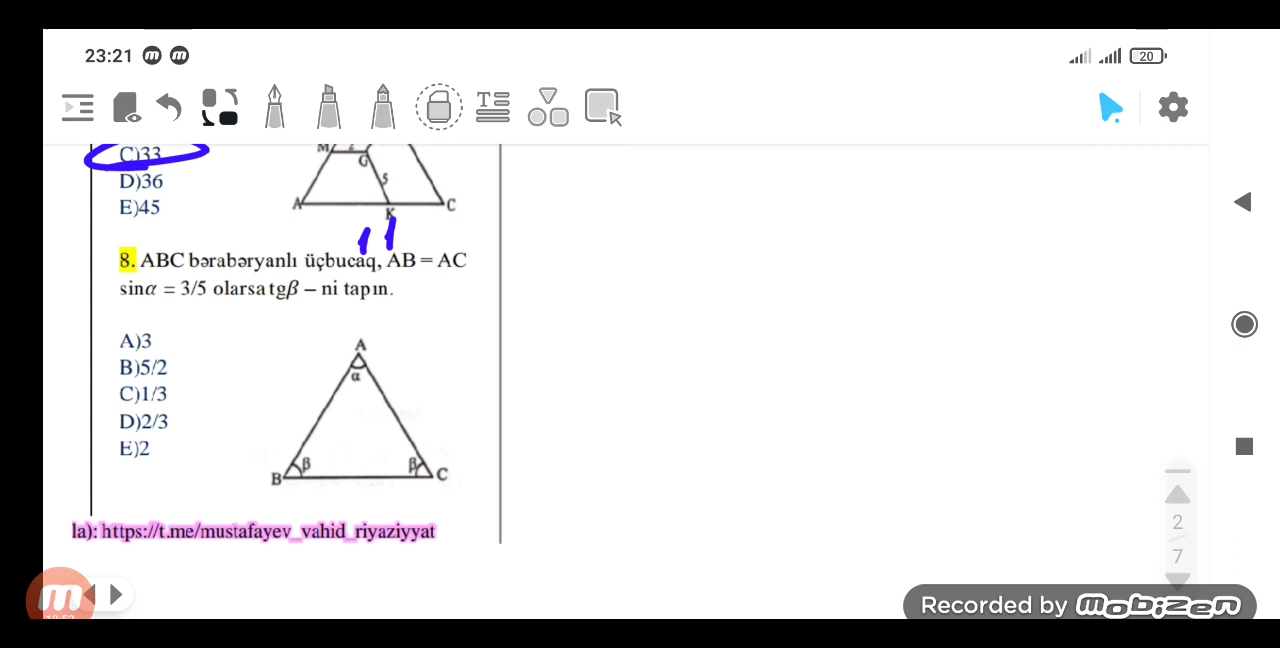 23:21
20
C)33
D)36
E)45
M
G
5
A
K
C
11
8. ABC bərabəryanlı üçbucaq, AB = AC
sinα = 3/5 olarsa tgβ – ni tapın.
A)3
B)5/2
C)1/3
D)2/3
E)2
A
α
β
β
B
C
la): https://t.me/mustafayev_vahid_riyaziyyat
2
7
Recorded by mobizen